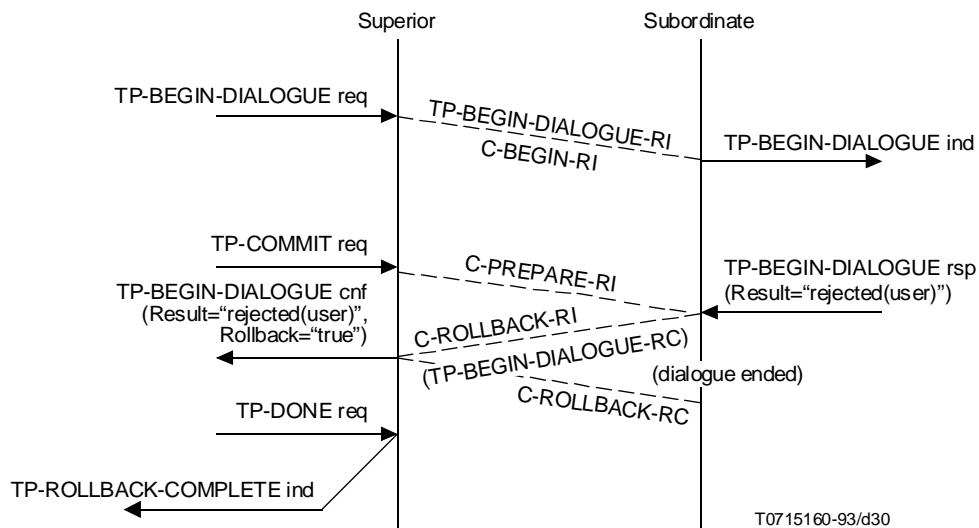 Superior
Subordinate
TP-BEGIN-DIALOGUE req
TP-BEGIN-DIALOGUE-RI
C-BEGIN-RI
TP-BEGIN-DIALOGUE ind
TP-COMMIT req
C-PREPARE-RI
TP-BEGIN-DIALOGUE rsp
(Result="rejected(user)")
TP-BEGIN-DIALOGUE cnf
(Result="rejected(user)",
Rollback="true")
C-ROLLBACK-RI
(TP-BEGIN-DIALOGUE-RC)
(dialogue ended)
C-ROLLBACK-RC
TP-DONE req
TP-ROLLBACK-COMPLETE ind
T0715160-93/d30